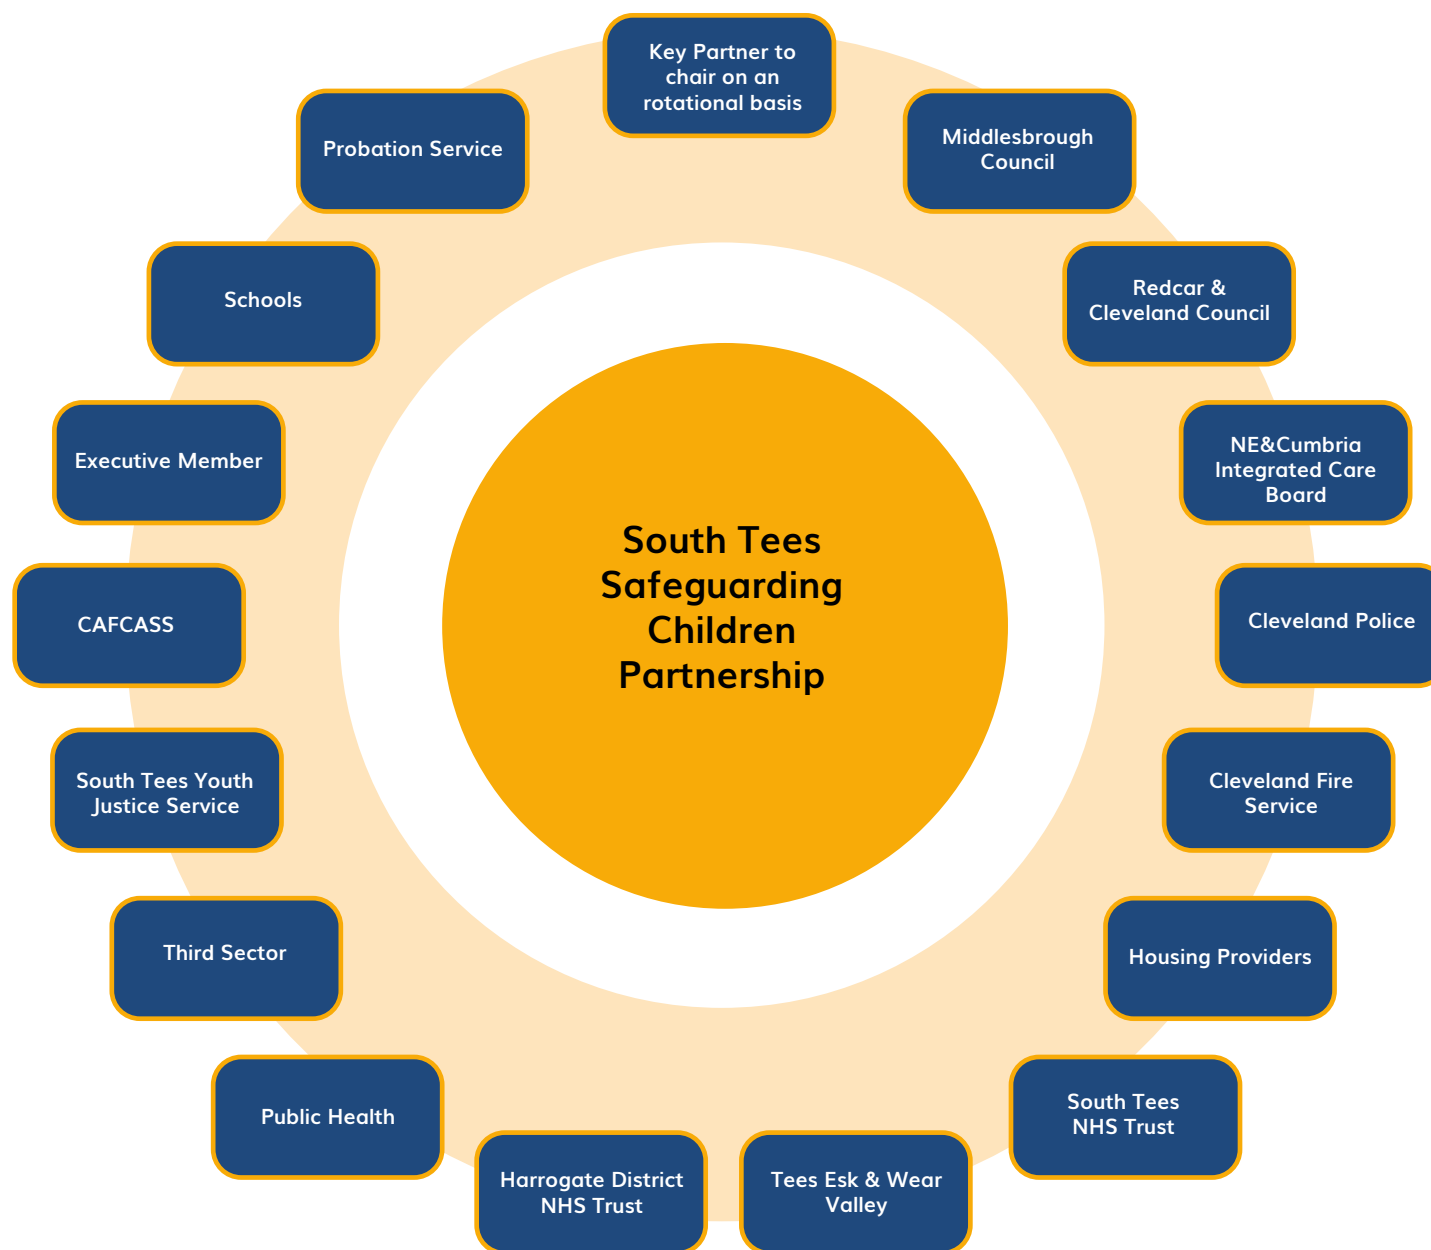 Key Partner to
chair on an
rotational basis
Middlesbrough
Council
Redcar &
Cleveland Council
NE&Cumbria
Integrated Care
Board
Cleveland Police
Cleveland Fire
Service
Housing Providers
South Tees
NHS Trust
Tees Esk & Wear
Valley
Harrogate District
NHS Trust
Public Health
Third Sector
South Tees Youth
Justice Service
CAFCASS
Executive Member
Schools
Probation Service
South Tees
Safeguarding
Children
Partnership